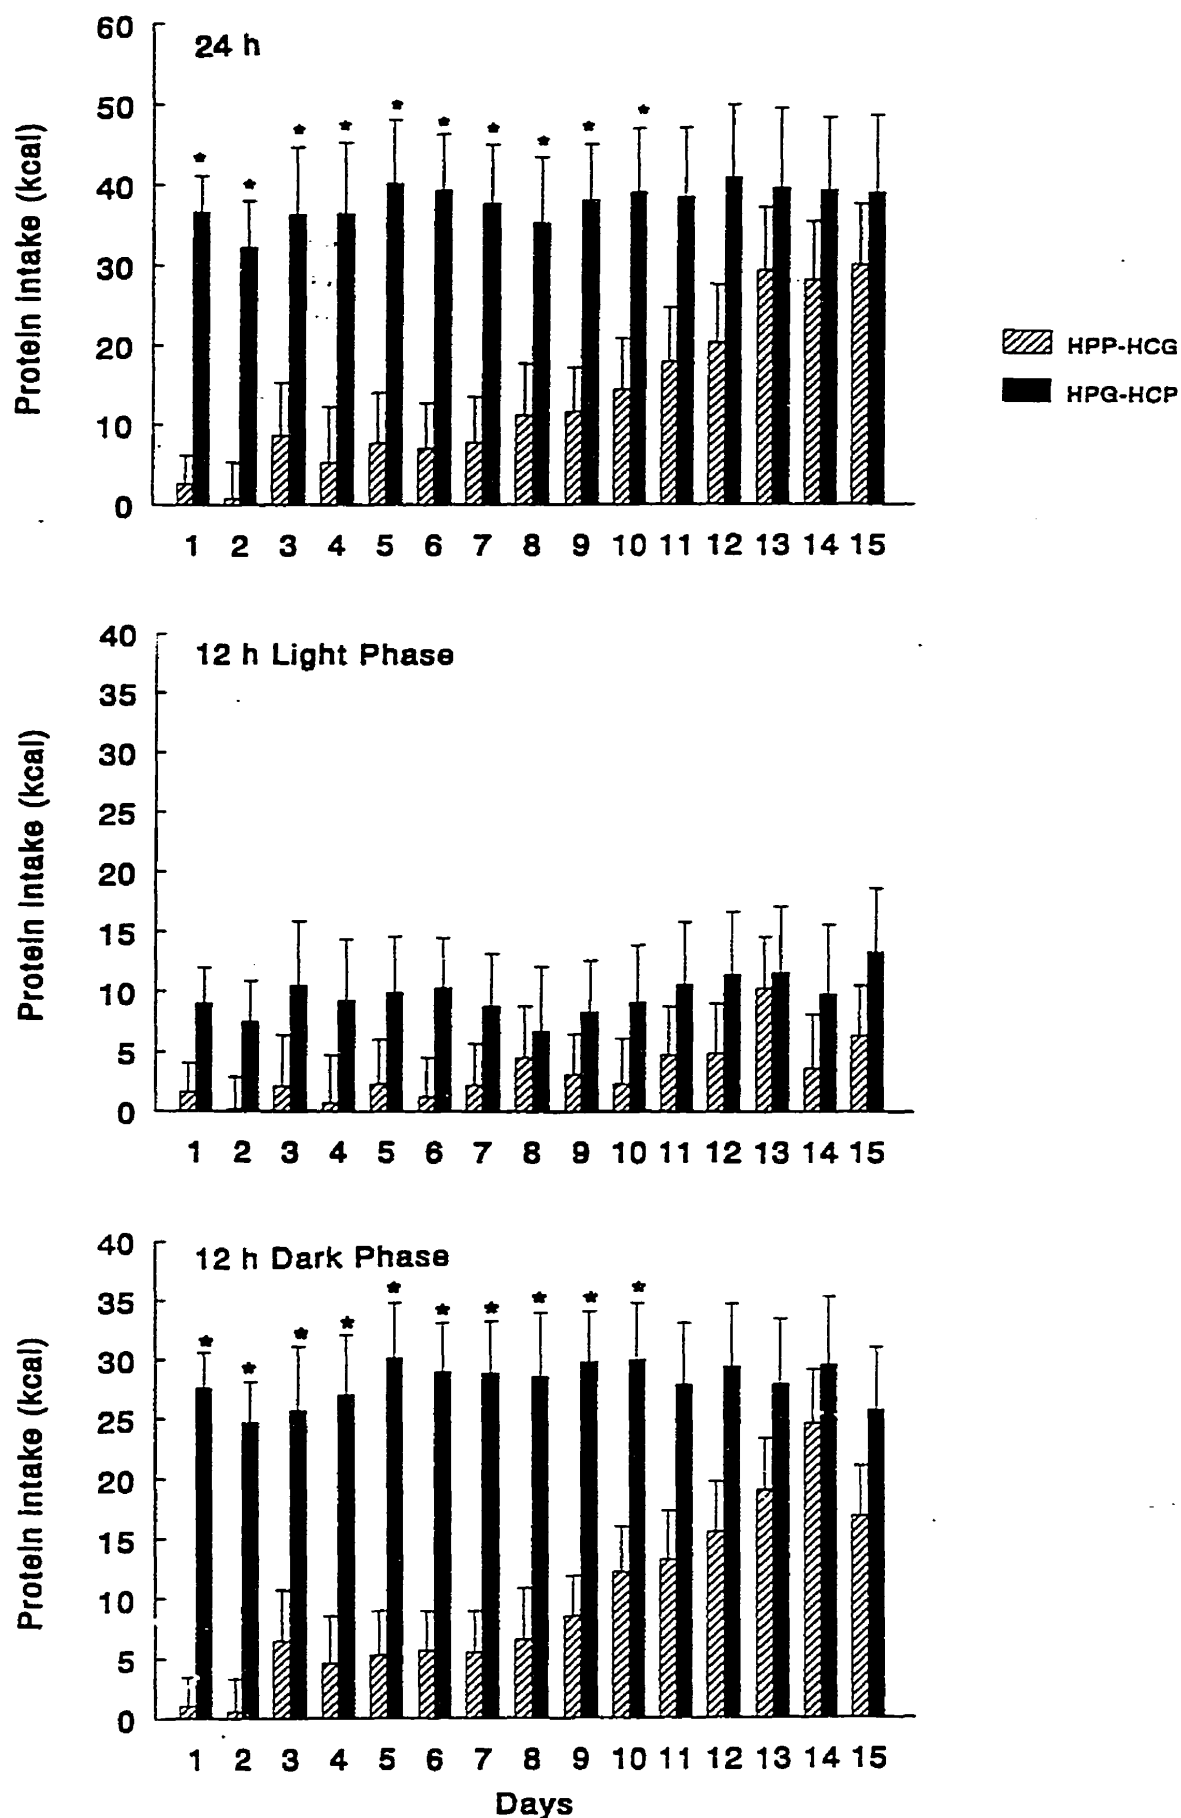 60
24 h
50
40
30
20
10
0
Protein Intake (kcal)
* * * * * * * * * *
1 2 3 4 5 6 7 8 9 10 11 12 13 14 15
HPP-HCG
HPG-HCP
40
12 h Light Phase
35
30
25
20
15
10
5
0
Protein Intake (kcal)
1 2 3 4 5 6 7 8 9 10 11 12 13 14 15
40
12 h Dark Phase
35
30
25
20
15
10
5
0
Protein Intake (kcal)
* * * * * * * * * *
1 2 3 4 5 6 7 8 9 10 11 12 13 14 15
Days